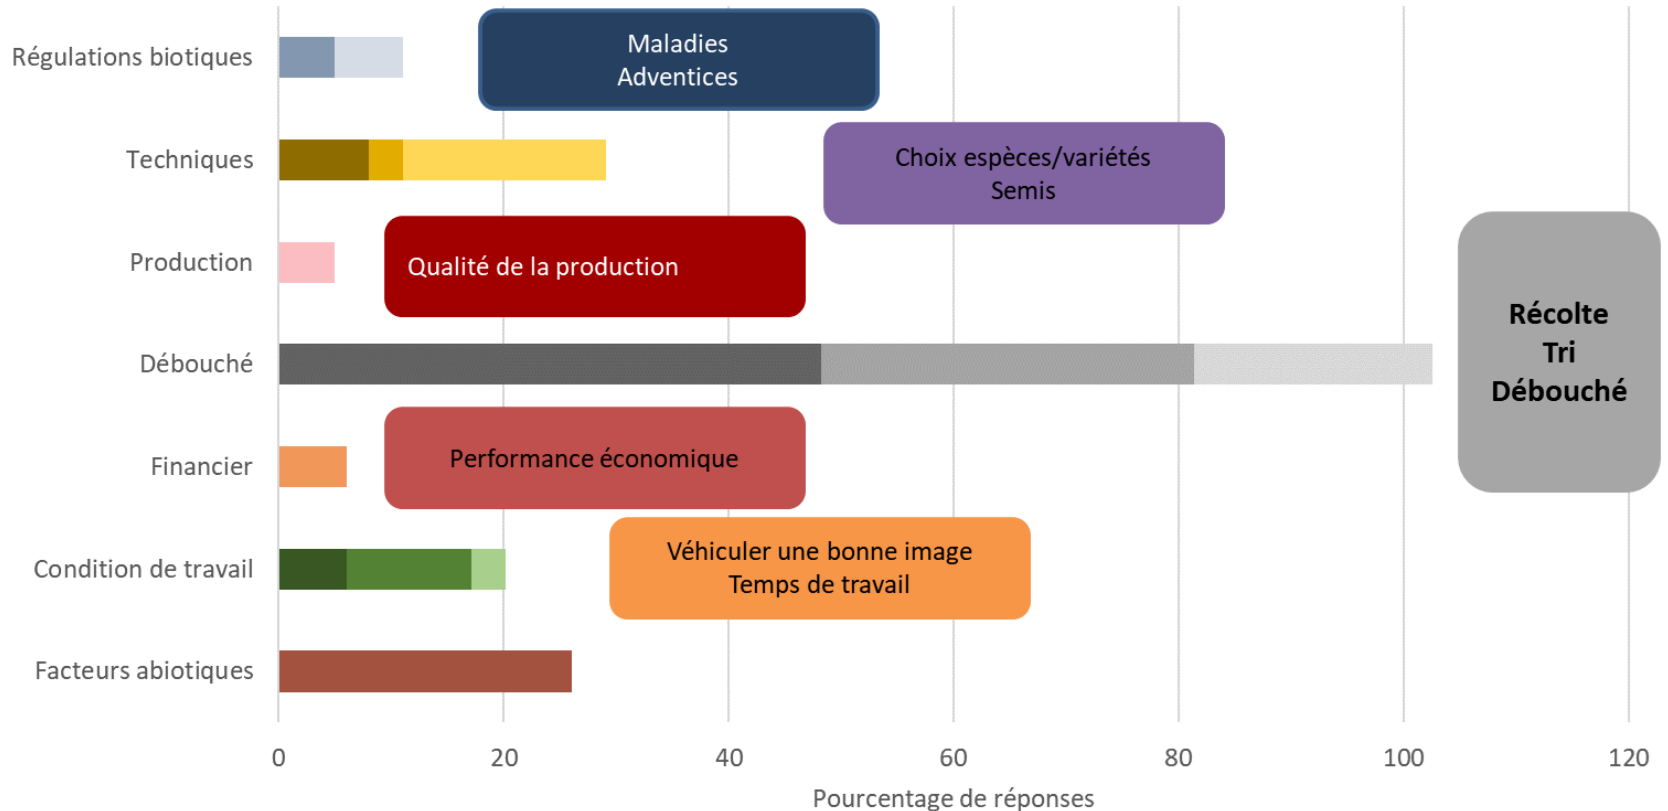 Régulations biotiques
Maladies
Adventices
Techniques
Choix espèces/variétés
Semis
Production
Qualité de la production
Débouché
Récolte
Tri
Débouché
Financier
Performance économique
Condition de travail
Véhiculer une bonne image
Temps de travail
Facteurs abiotiques
0 20 40 60 80 100 120
Pourcentage de réponses